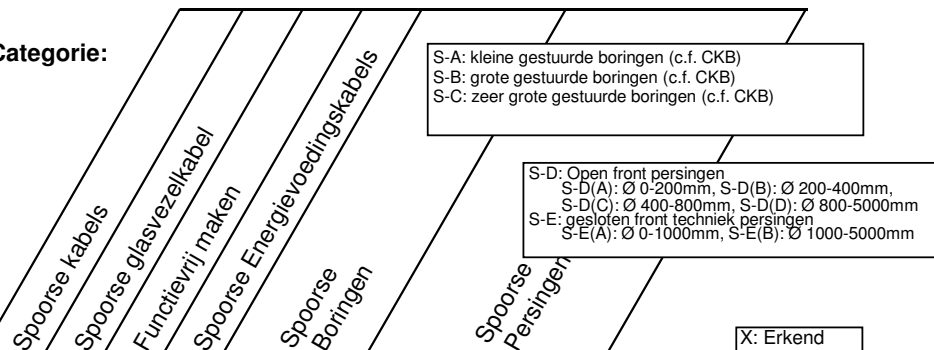 Categorie:
S-A: kleine gestuurde boringen (c.f. CKB)
S-B: grote gestuurde boringen (c.f. CKB)
S-C: zeer grote gestuurde boringen (c.f. CKB)
S-D: Open front persingen
S-D(A): Ø 0-200mm, S-D(B): Ø 200-400mm,
S-D(C): Ø 400-800mm, S-D(D): Ø 800-5000mm
S-E: gesloten front techniek persingen
S-E(A): Ø 0-1000mm, S-E(B): Ø 1000-5000mm
Spoorse kabels
Spoorse glasvezelkabel
Functievrij maken
Spoorse Energievoedingskabels
Spoorse
Boringen
Spoorse
Persingen
X: Erkend